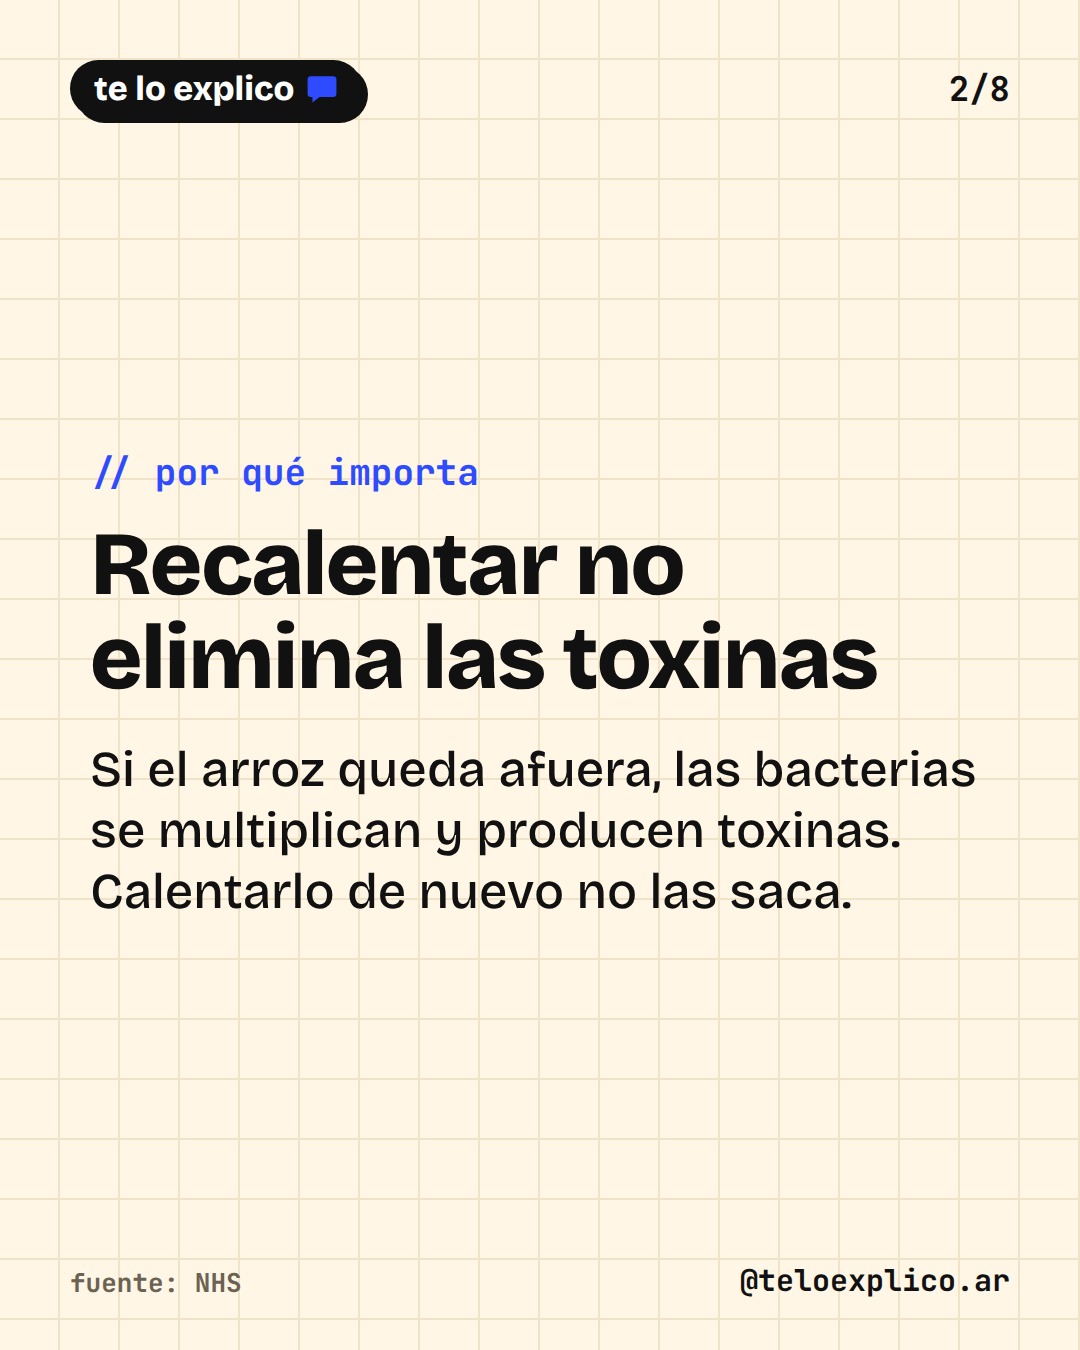 te lo explico
2/8
// por qué importa
Recalentar no
elimina las toxinas
Si el arroz queda afuera, las bacterias
se multiplican y producen toxinas.
Calentarlo de nuevo no las saca.
fuente: NHS
@teloexplico.ar